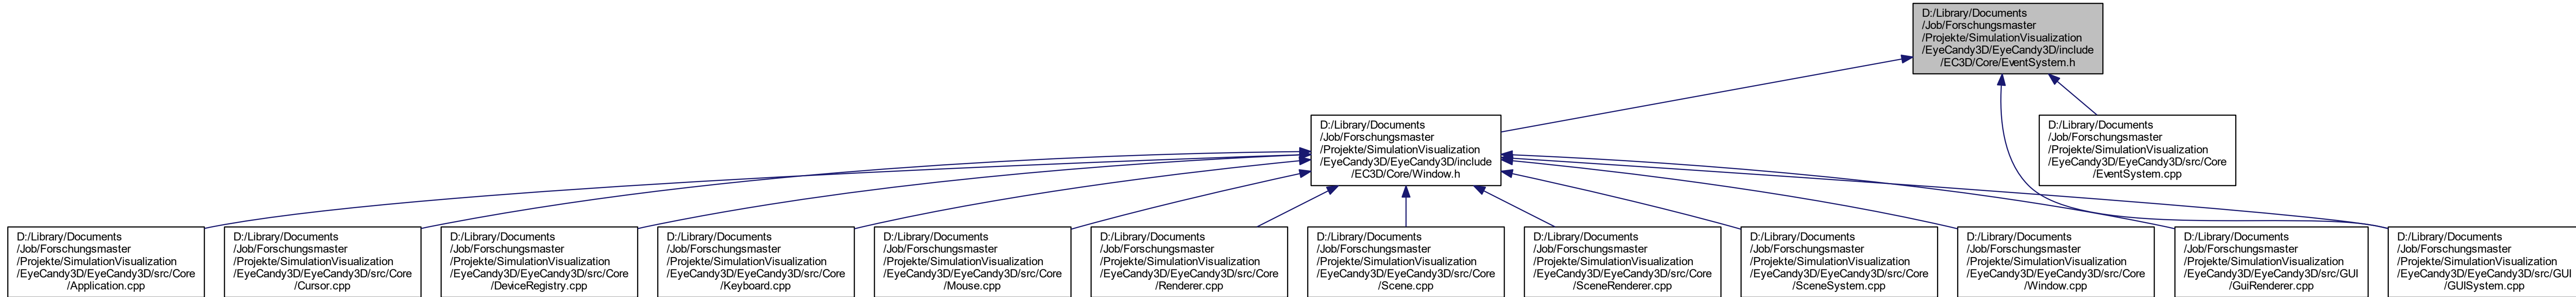 D:/Library/Documents
/Job/Forschungsmaster
/Projekte/SimulationVisualization
/EyeCandy3D/EyeCandy3D/include
/EC3D/Core/EventSystem.h
D:/Library/Documents
/Job/Forschungsmaster
/Projekte/SimulationVisualization
/EyeCandy3D/EyeCandy3D/include
/EC3D/Core/Window.h
D:/Library/Documents
/Job/Forschungsmaster
/Projekte/SimulationVisualization
/EyeCandy3D/EyeCandy3D/src/Core
/EventSystem.cpp
D:/Library/Documents
/Job/Forschungsmaster
/Projekte/SimulationVisualization
/EyeCandy3D/EyeCandy3D/src/Core
/Application.cpp
D:/Library/Documents
/Job/Forschungsmaster
/Projekte/SimulationVisualization
/EyeCandy3D/EyeCandy3D/src/Core
/Cursor.cpp
D:/Library/Documents
/Job/Forschungsmaster
/Projekte/SimulationVisualization
/EyeCandy3D/EyeCandy3D/src/Core
/DeviceRegistry.cpp
D:/Library/Documents
/Job/Forschungsmaster
/Projekte/SimulationVisualization
/EyeCandy3D/EyeCandy3D/src/Core
/Keyboard.cpp
D:/Library/Documents
/Job/Forschungsmaster
/Projekte/SimulationVisualization
/EyeCandy3D/EyeCandy3D/src/Core
/Mouse.cpp
D:/Library/Documents
/Job/Forschungsmaster
/Projekte/SimulationVisualization
/EyeCandy3D/EyeCandy3D/src/Core
/Renderer.cpp
D:/Library/Documents
/Job/Forschungsmaster
/Projekte/SimulationVisualization
/EyeCandy3D/EyeCandy3D/src/Core
/Scene.cpp
D:/Library/Documents
/Job/Forschungsmaster
/Projekte/SimulationVisualization
/EyeCandy3D/EyeCandy3D/src/Core
/SceneRenderer.cpp
D:/Library/Documents
/Job/Forschungsmaster
/Projekte/SimulationVisualization
/EyeCandy3D/EyeCandy3D/src/Core
/SceneSystem.cpp
D:/Library/Documents
/Job/Forschungsmaster
/Projekte/SimulationVisualization
/EyeCandy3D/EyeCandy3D/src/Core
/Window.cpp
D:/Library/Documents
/Job/Forschungsmaster
/Projekte/SimulationVisualization
/EyeCandy3D/EyeCandy3D/src/GUI
/GuiRenderer.cpp
D:/Library/Documents
/Job/Forschungsmaster
/Projekte/SimulationVisualization
/EyeCandy3D/EyeCandy3D/src/GUI
/GUISystem.cpp